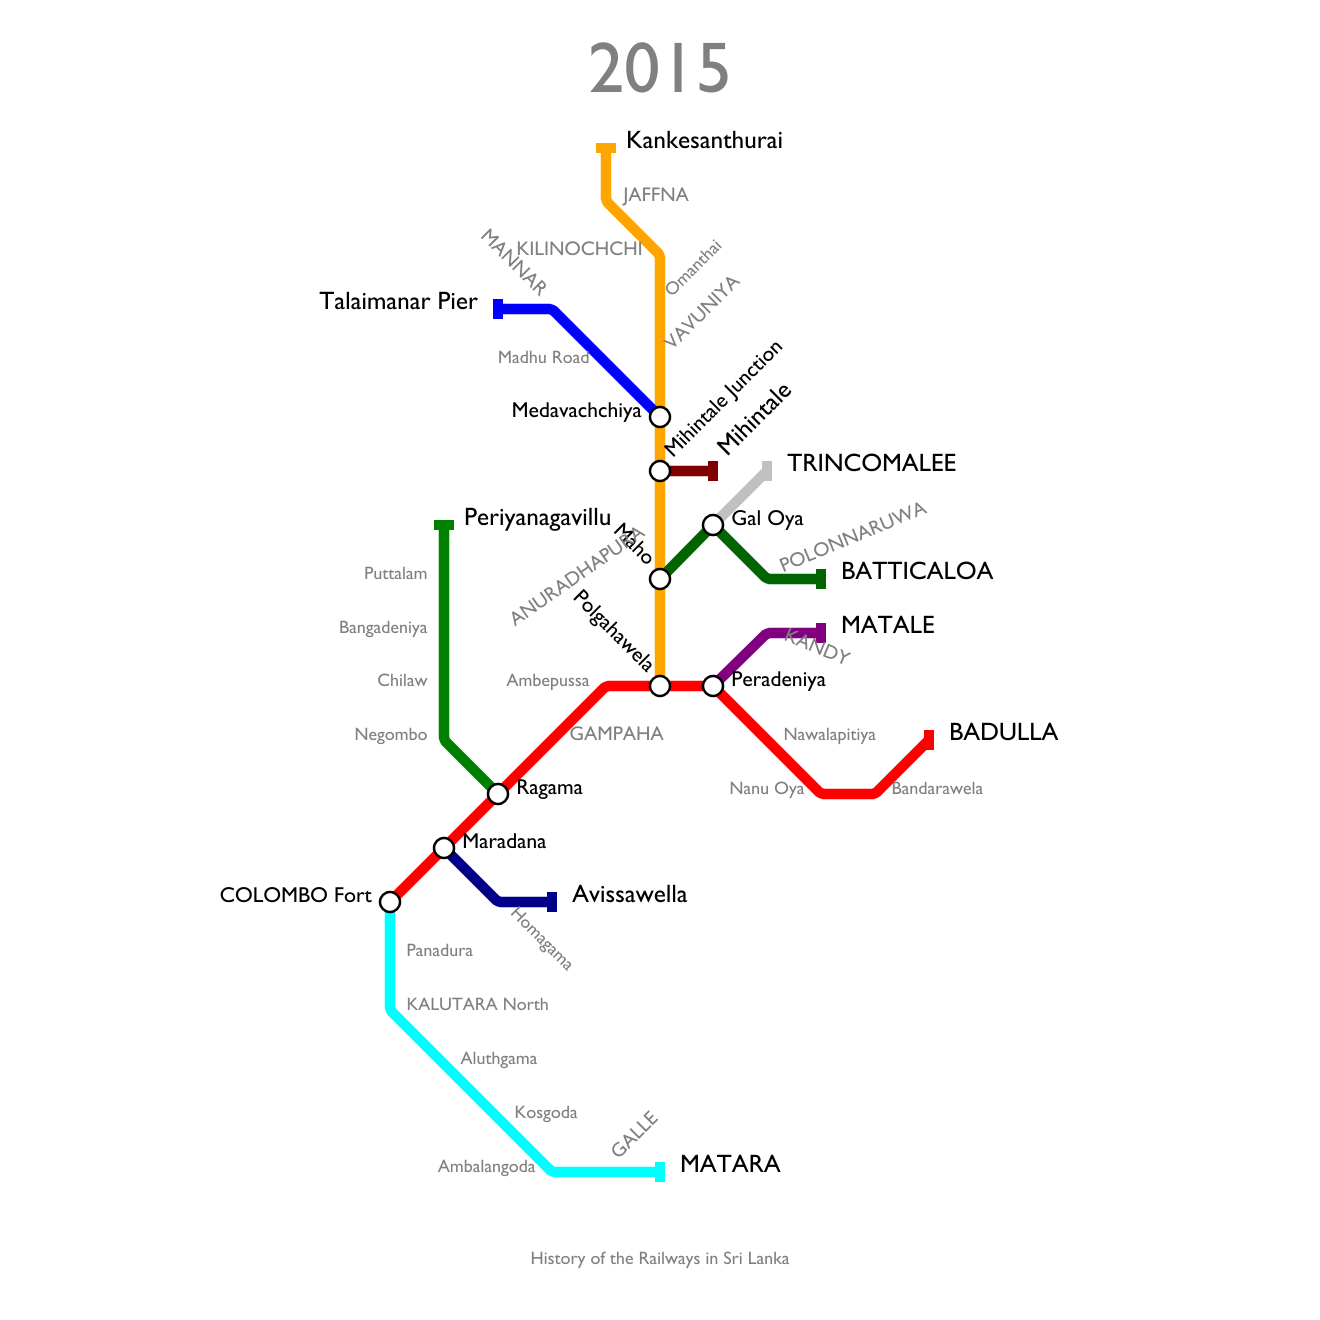 2015
Kankesanthurai
JAFFNA
KILINOCHCHI
MANNAR
Omanthai
VAVUNIYA
Talaimanar Pier
Madhu Road
Medavachchiya
Mihintale Junction
Mihintale
TRINCOMALEE
Periyanagavillu
Gal Oya
Maho
ANURADHAPURA
POLONNARUWA
BATTICALOA
Puttalam
Polgahawela
MATALE
KANDY
Bangadeniya
Chilaw
Ambepussa
Peradeniya
Negombo
GAMPAHA
Nawalapitiya
BADULLA
Ragama
Nanu Oya
Bandarawela
Maradana
COLOMBO Fort
Avissawella
Homagama
Panadura
KALUTARA North
Aluthgama
Kosgoda
GALLE
Ambalangoda
MATARA
History of the Railways in Sri Lanka